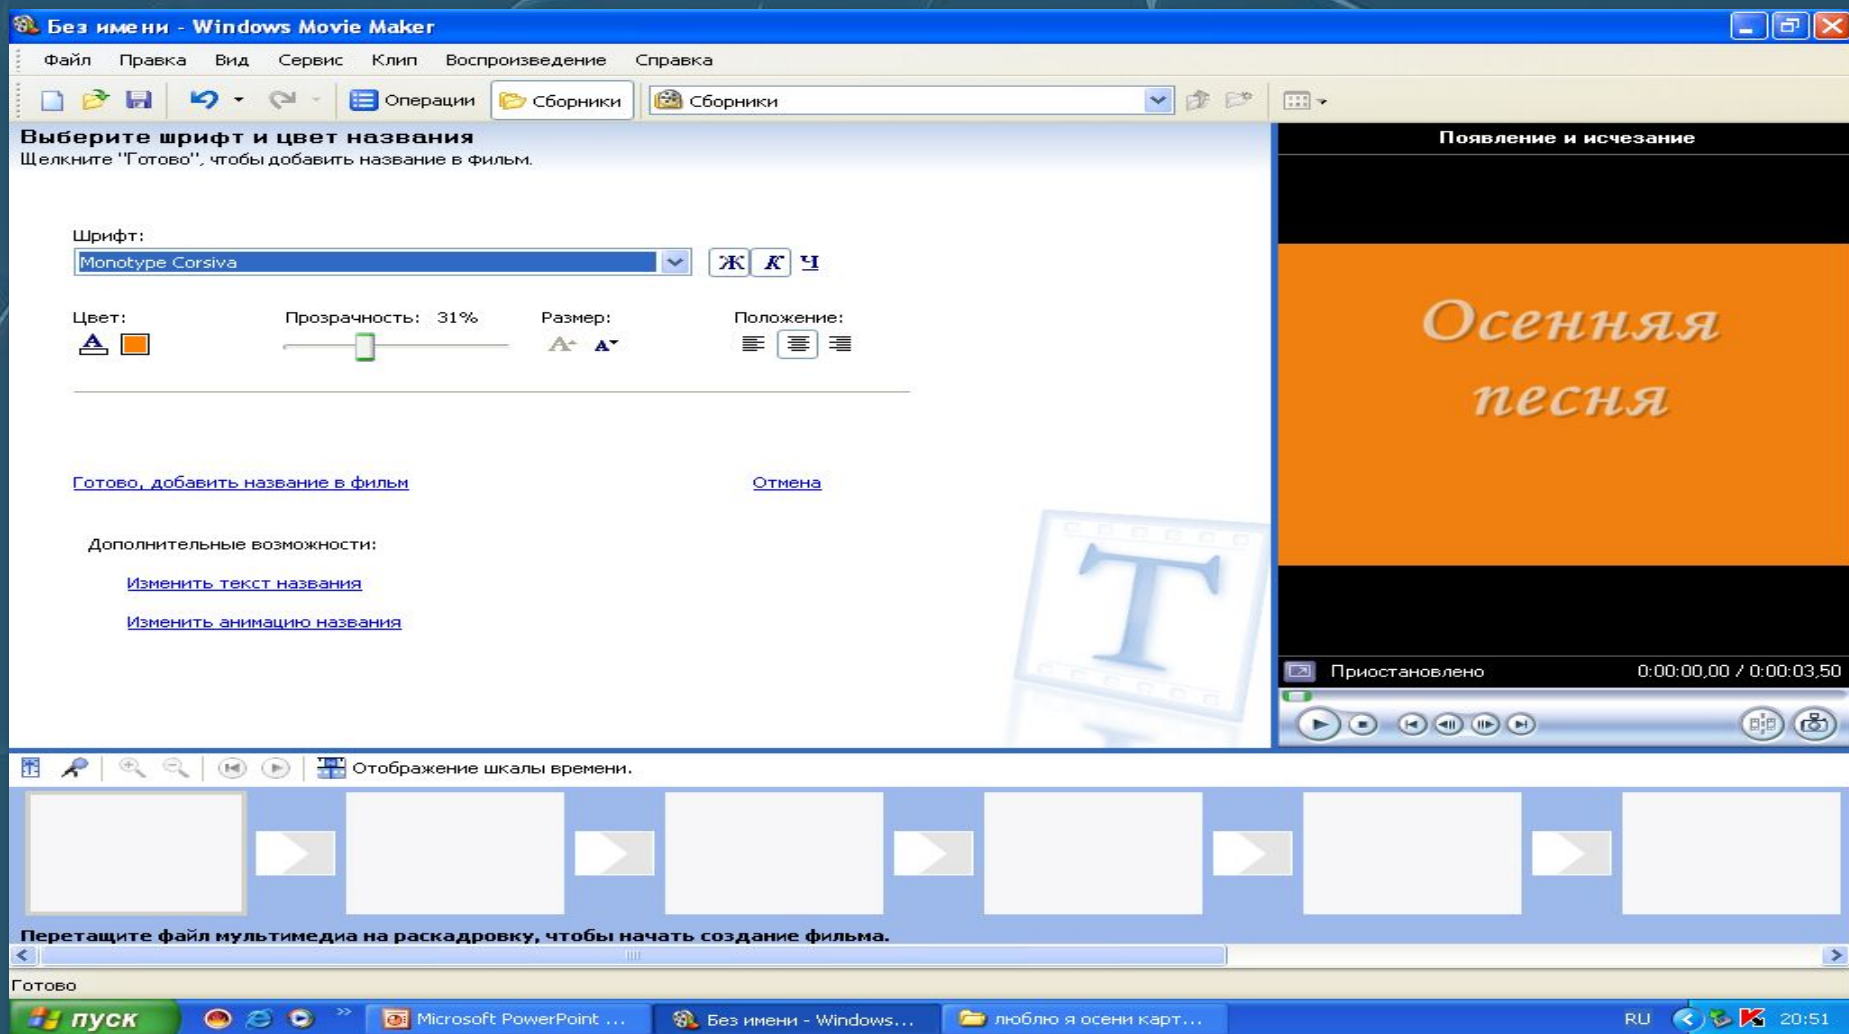 Без имени - Windows Movie Maker
Файл Правка Вид Сервис Клип Воспроизведение Справка
Операции Сборники Сборники
Выберите шрифт и цвет названия
Щелкните "Готово", чтобы добавить название в фильм.
Шрифт:
Monotype Corsiva Ж К Ч
Цвет: Прозрачность: 31% Размер: Положение:
Готово, добавить название в фильм Отмена
Дополнительные возможности:
Изменить текст названия
Изменить анимацию названия
Появление и исчезание
Осенняя
песня
Приостановлено 0:00:00,00 / 0:00:03,50
Отображение шкалы времени.
Перетащите файл мультимедиа на раскадровку, чтобы начать создание фильма.
Готово
пуск Microsoft PowerPoint ... Без имени - Windows... люблю я осени карт... RU 20:51